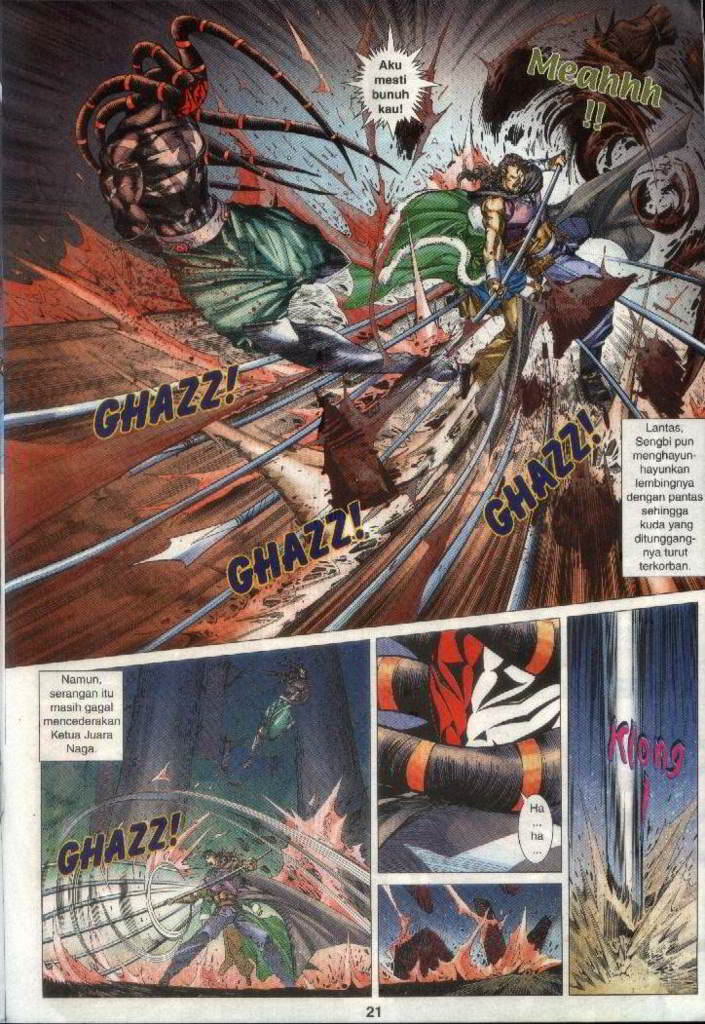 Aku
mesti
bunuh
kau!
Meahhh
!!
GHAZZ!
GHAZZ!
GHAZZ!
Lantas,
Sengbi pun
menghayun-
hayunkan
lembingnya
dengan pantas
sehingga
kuda yang
ditunggang-
nya turut
terkorban.
Namun,
serangan itu
masih gagal
mencederakan
Ketua Juara
Naga.
GHAZZ!
Ha
...
ha
...
Klong
!
21